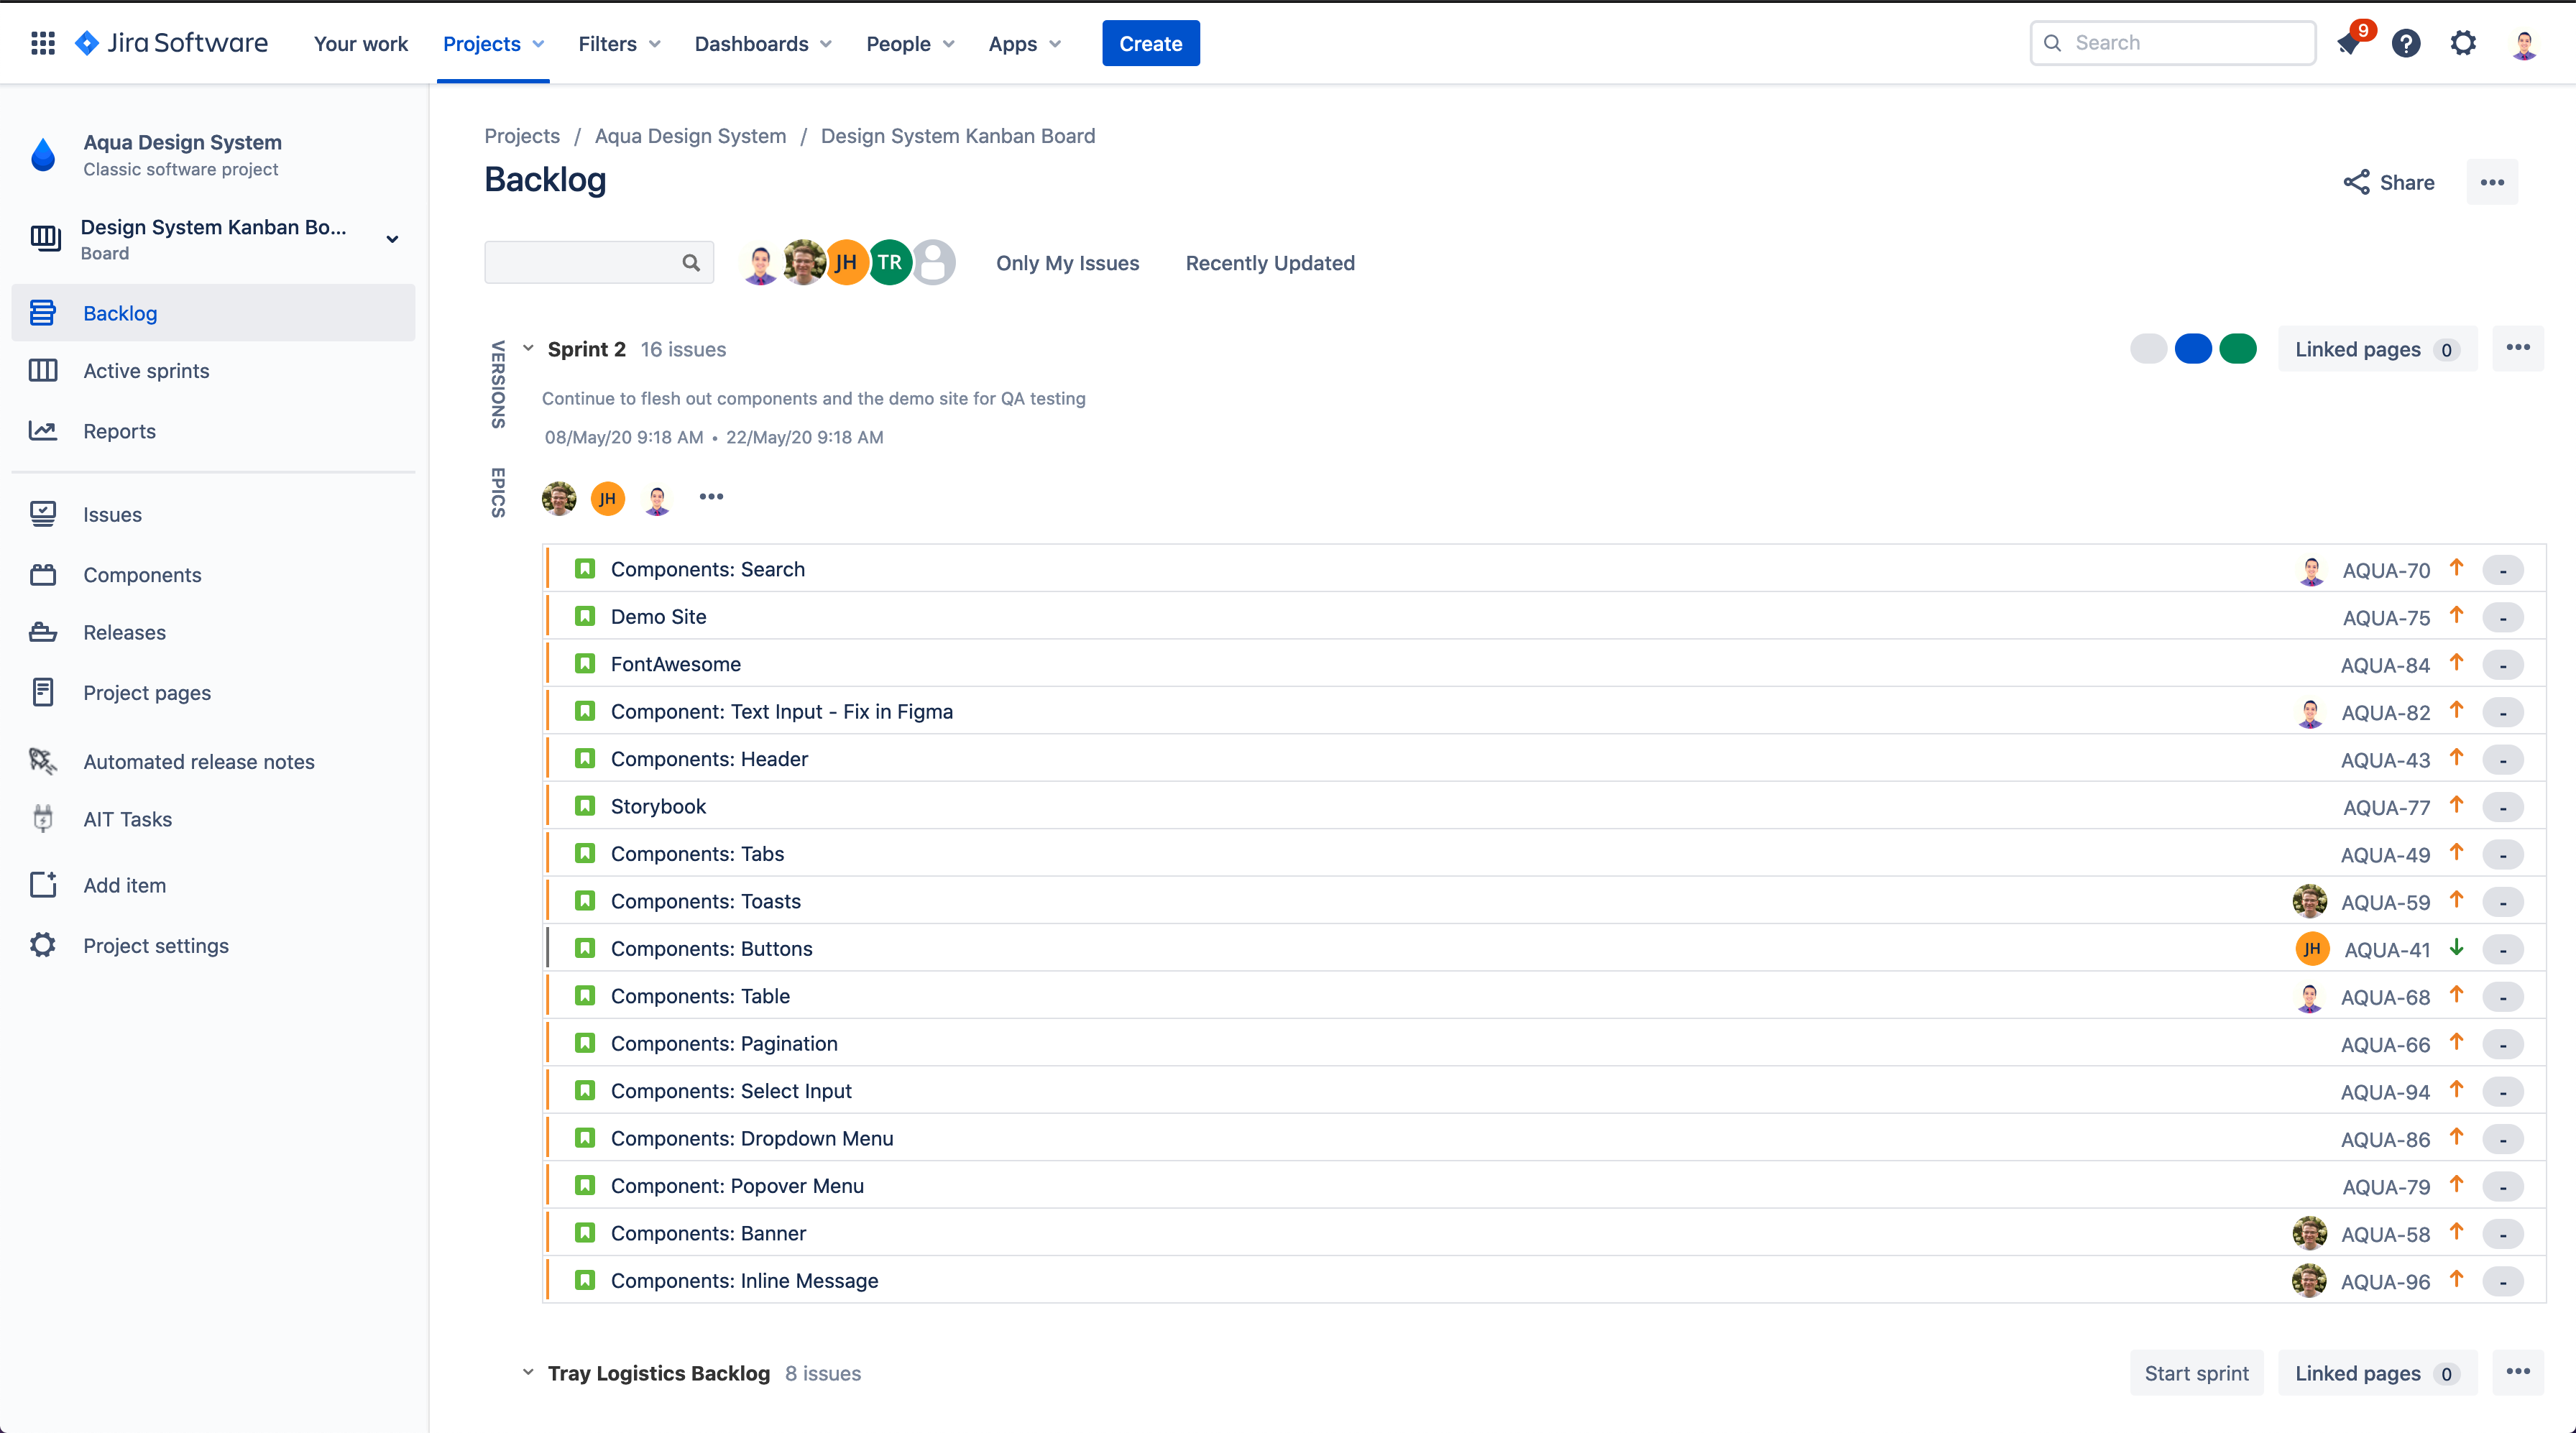 Jira Software
Your work
Projects
Filters
Dashboards
People
Apps
Create
Search
9
Aqua Design System
Classic software project
Design System Kanban Bo...
Board
Backlog
Active sprints
Reports
Issues
Components
Releases
Project pages
Automated release notes
AIT Tasks
Add item
Project settings
Projects / Aqua Design System / Design System Kanban Board
Backlog
Share
JH
TR
Only My Issues
Recently Updated
VERSIONS
EPICS
Sprint 2 16 issues
Linked pages 0
Continue to flesh out components and the demo site for QA testing
08/May/20 9:18 AM • 22/May/20 9:18 AM
JH
Components: Search AQUA-70 -
Demo Site AQUA-75 -
FontAwesome AQUA-84 -
Component: Text Input - Fix in Figma AQUA-82 -
Components: Header AQUA-43 -
Storybook AQUA-77 -
Components: Tabs AQUA-49 -
Components: Toasts AQUA-59 -
Components: Buttons JH AQUA-41 -
Components: Table AQUA-68 -
Components: Pagination AQUA-66 -
Components: Select Input AQUA-94 -
Components: Dropdown Menu AQUA-86 -
Component: Popover Menu AQUA-79 -
Components: Banner AQUA-58 -
Components: Inline Message AQUA-96 -
Tray Logistics Backlog 8 issues
Start sprint
Linked pages 0